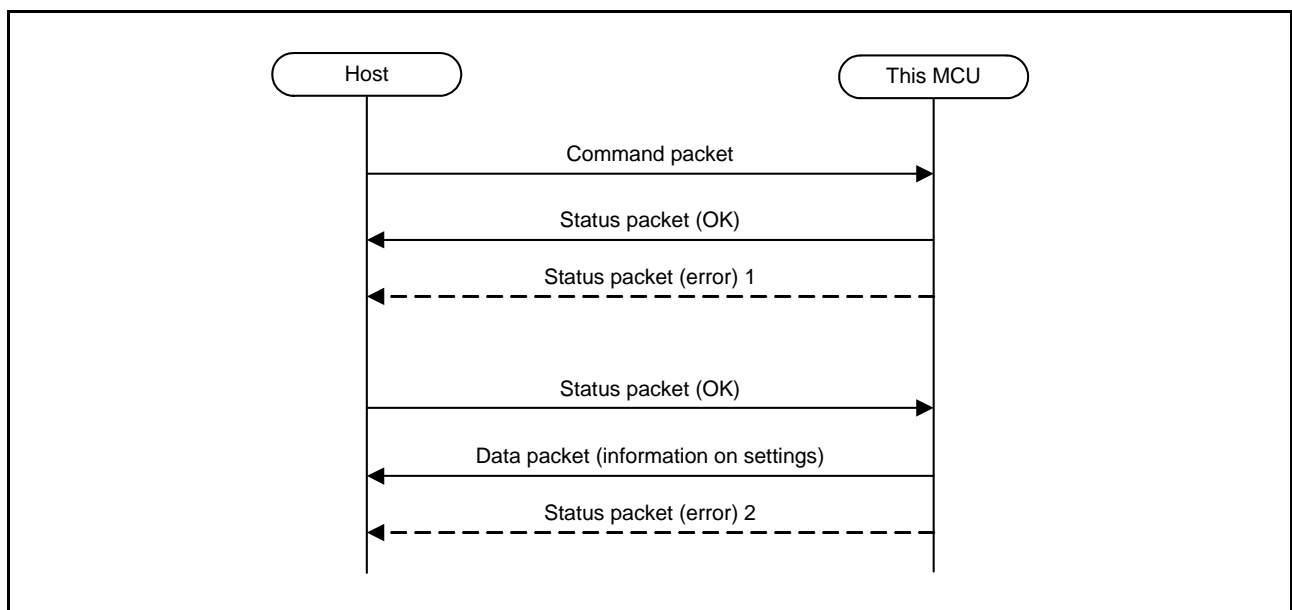 Host
This MCU
Command packet
Status packet (OK)
Status packet (error) 1
Status packet (OK)
Data packet (information on settings)
Status packet (error) 2